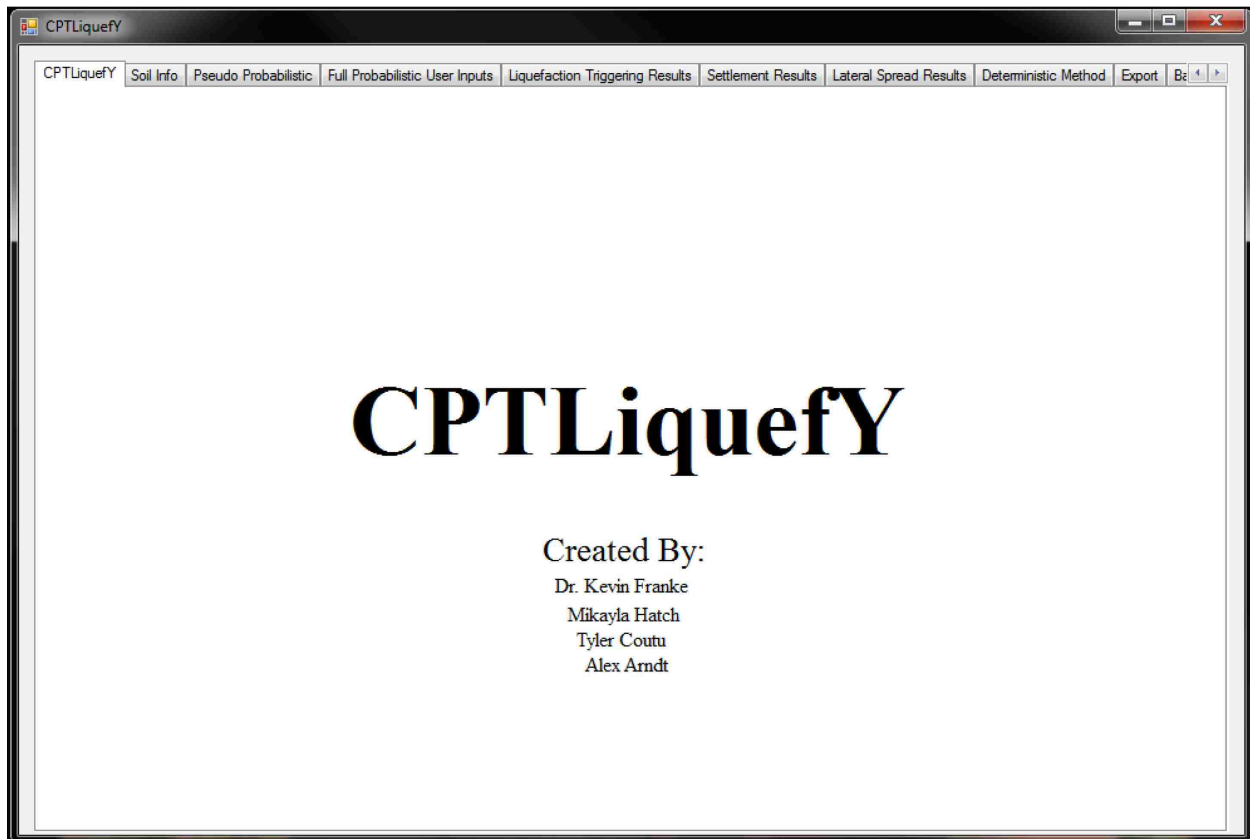 CPTLiquefY
CPTLiquefY Soil Info Pseudo Probabilistic Full Probabilistic User Inputs Liquefaction Triggering Results Settlement Results Lateral Spread Results Deterministic Method Export
CPTLiquefY
Created By:
Dr. Kevin Franke
Mikayla Hatch
Tyler Coutu
Alex Arndt